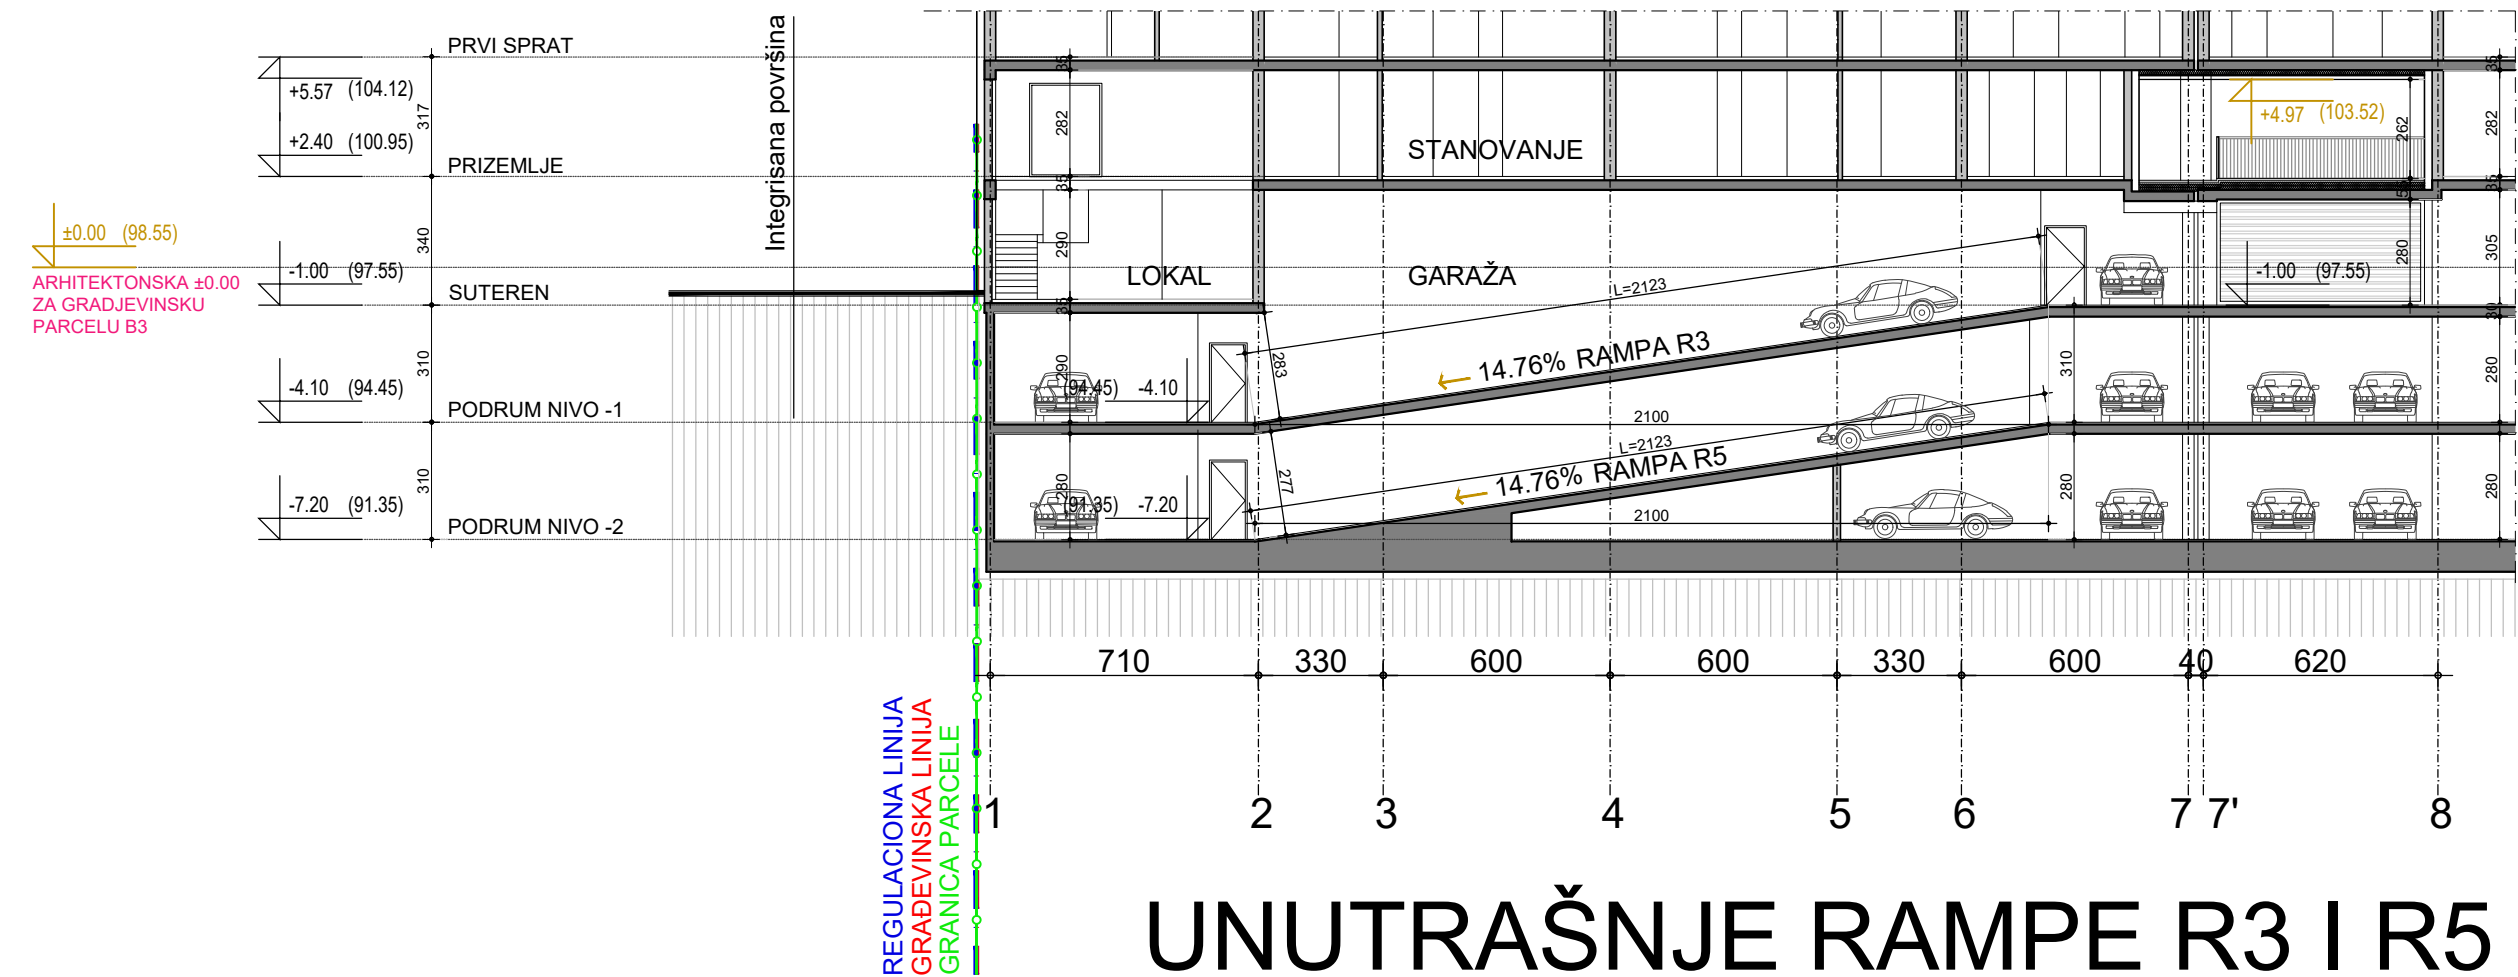 PRVI SPRAT
+5.57 (104.12)
317
+2.40 (100.95)
PRIZEMLJE
±0.00 (98.55)
ARHITEKTONSKA ±0.00
ZA GRADJEVINSKU
PARCELU B3
340
-1.00 (97.55)
SUTEREN
310
-4.10 (94.45)
PODRUM NIVO -1
310
-7.20 (91.35)
PODRUM NIVO -2
Integrisana površina
35
282
35
290
35
290
280
STANOVANJE
LOKAL
GARAŽA
+4.97 (103.52)
262
280
-1.00 (97.55)
35
282
35
305
30
280
280
L=2123
14.76% RAMPA R3
283
(94.45) -4.10
2100
310
L=2123
14.76% RAMPA R5
277
(91.35) -7.20
2100
280
710 330 600 600 330 600 40 620
REGULACIONA LINIJA
GRAĐEVINSKA LINIJA
GRANICA PARCELE
1 2 3 4 5 6 7 7' 8
UNUTRAŠNJE RAMPE R3 I R5